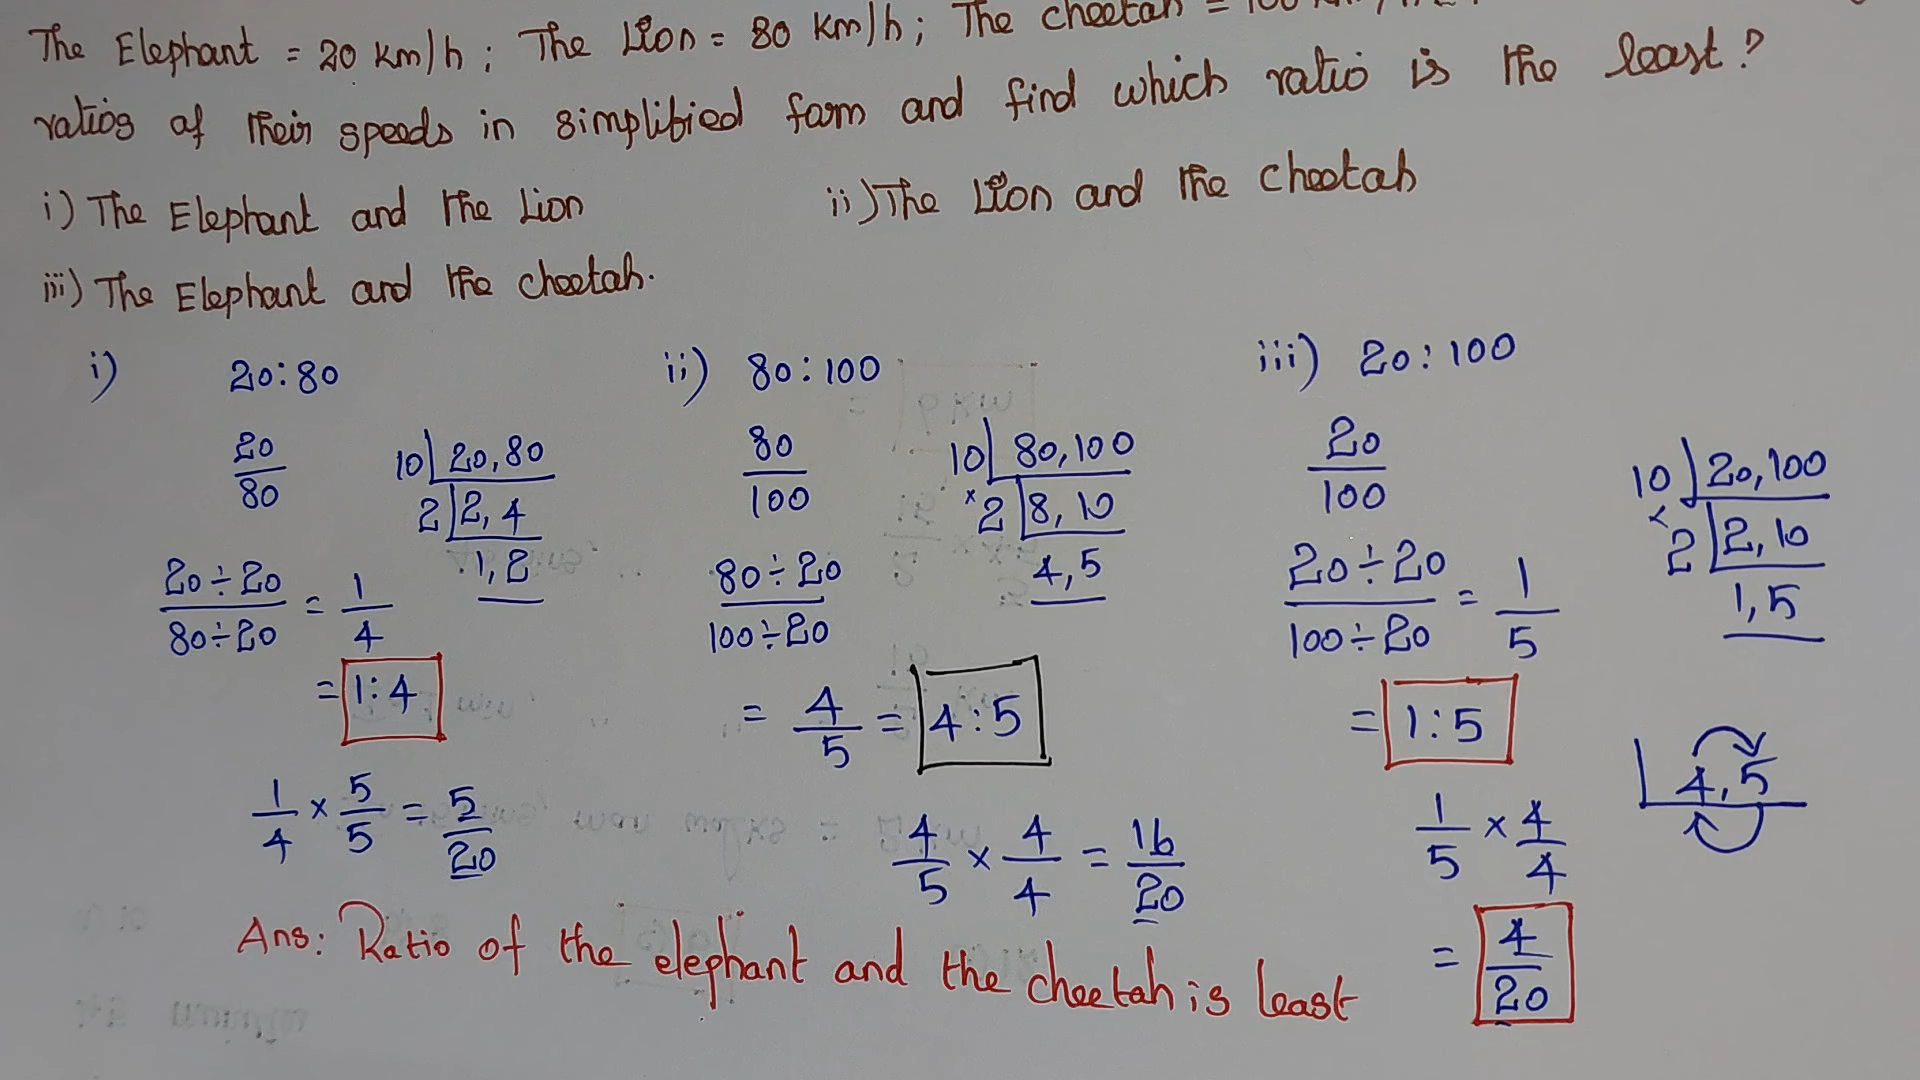 The Elephant = 20 km/h ; The Lion = 80 km/h ; The cheetah = 100
ratios of their speeds in simplified form and find which ratio is the least?
i) The Elephant and the Lion
ii) The Lion and the cheetah
iii) The Elephant and the cheetah.
i) 20:80
20/80
10 | 20, 80
2 | 2, 4
1, 2
20÷20/80÷20 = 1/4
= 1:4
1/4 × 5/5 = 5/20
ii) 80:100
80/100
10 | 80, 100
× 2 | 8, 10
4, 5
80÷20/100÷20
= 4/5 = 4:5
4/5 × 4/4 = 16/20
iii) 20:100
20/100
10 | 20, 100
× 2 | 2, 10
1, 5
20÷20/100÷20 = 1/5
= 1:5
4, 5
1/5 × 4/4
= 4/20
Ans: Ratio of the elephant and the cheetah is least